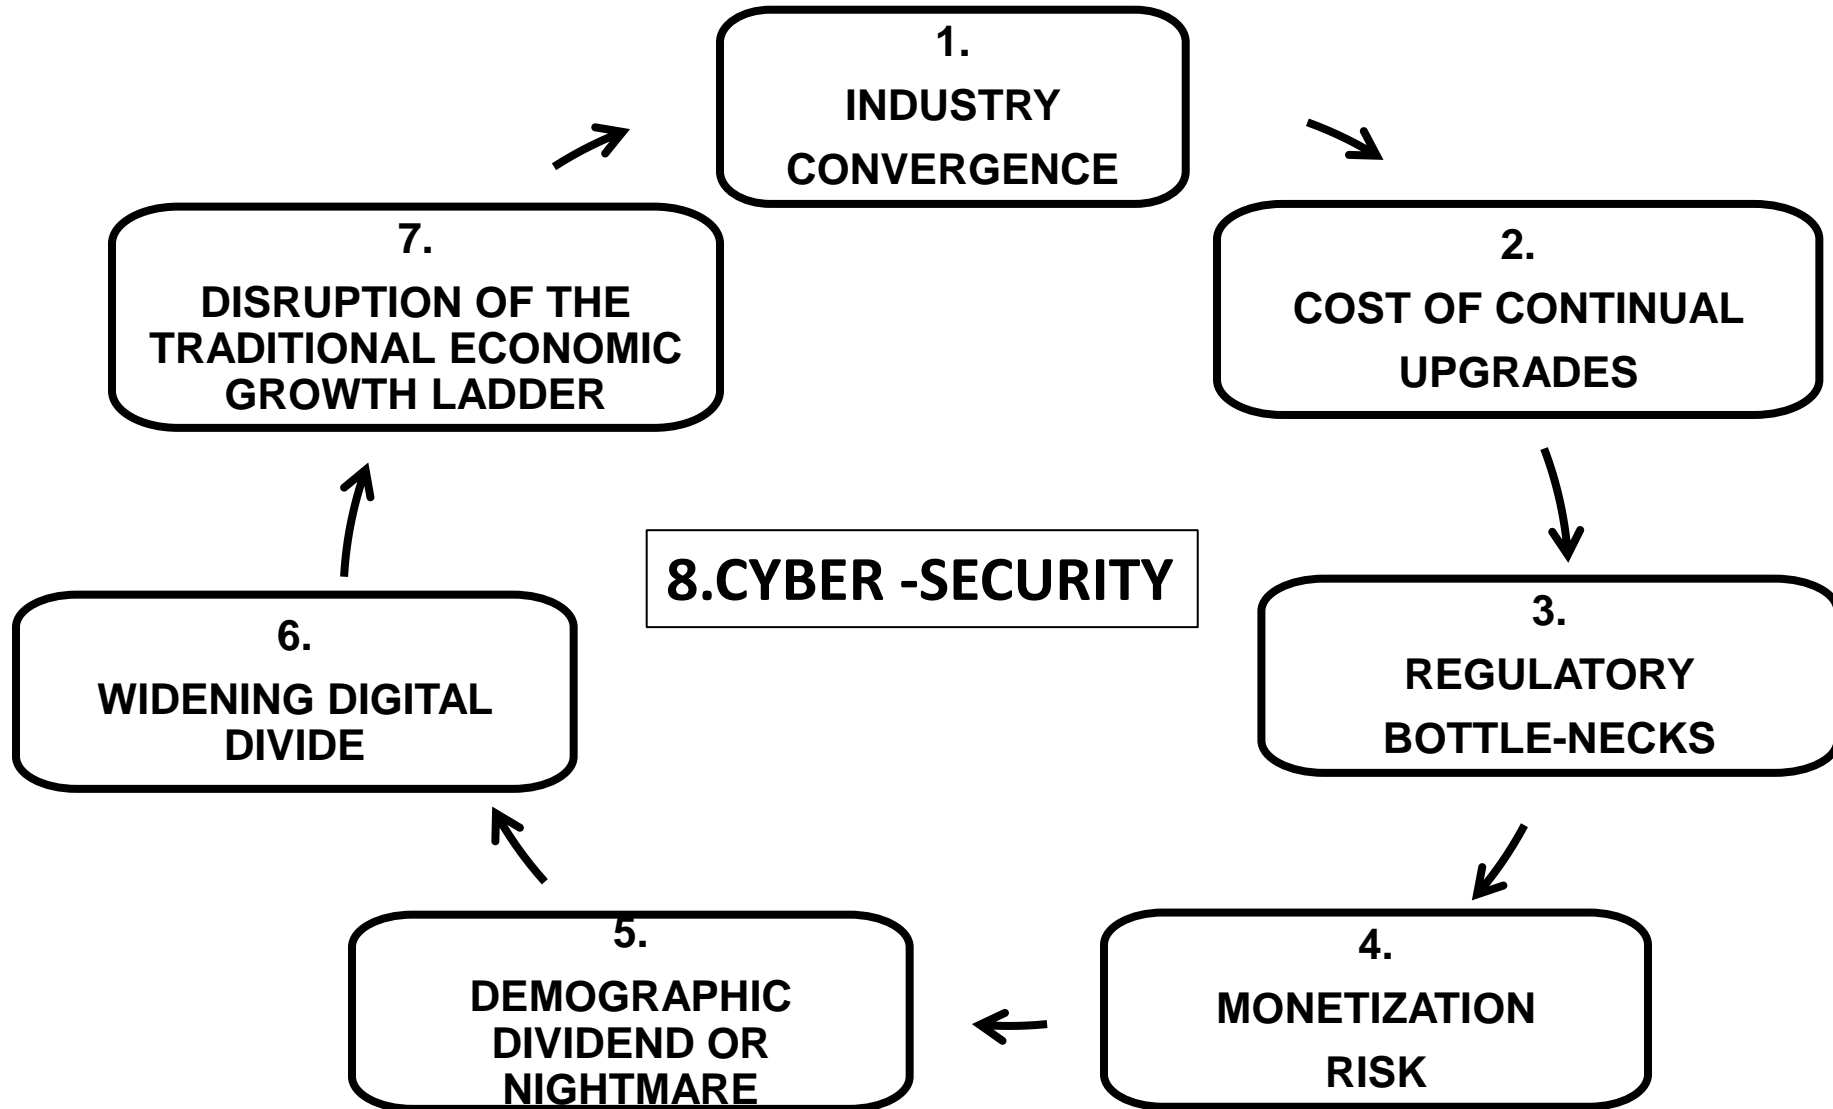 1.
INDUSTRY
CONVERGENCE
2.
COST OF CONTINUAL
UPGRADES
3.
REGULATORY
BOTTLE-NECKS
4.
MONETIZATION
RISK
5.
DEMOGRAPHIC
DIVIDEND OR
NIGHTMARE
6.
WIDENING DIGITAL
DIVIDE
7.
DISRUPTION OF THE
TRADITIONAL ECONOMIC
GROWTH LADDER
8.CYBER -SECURITY